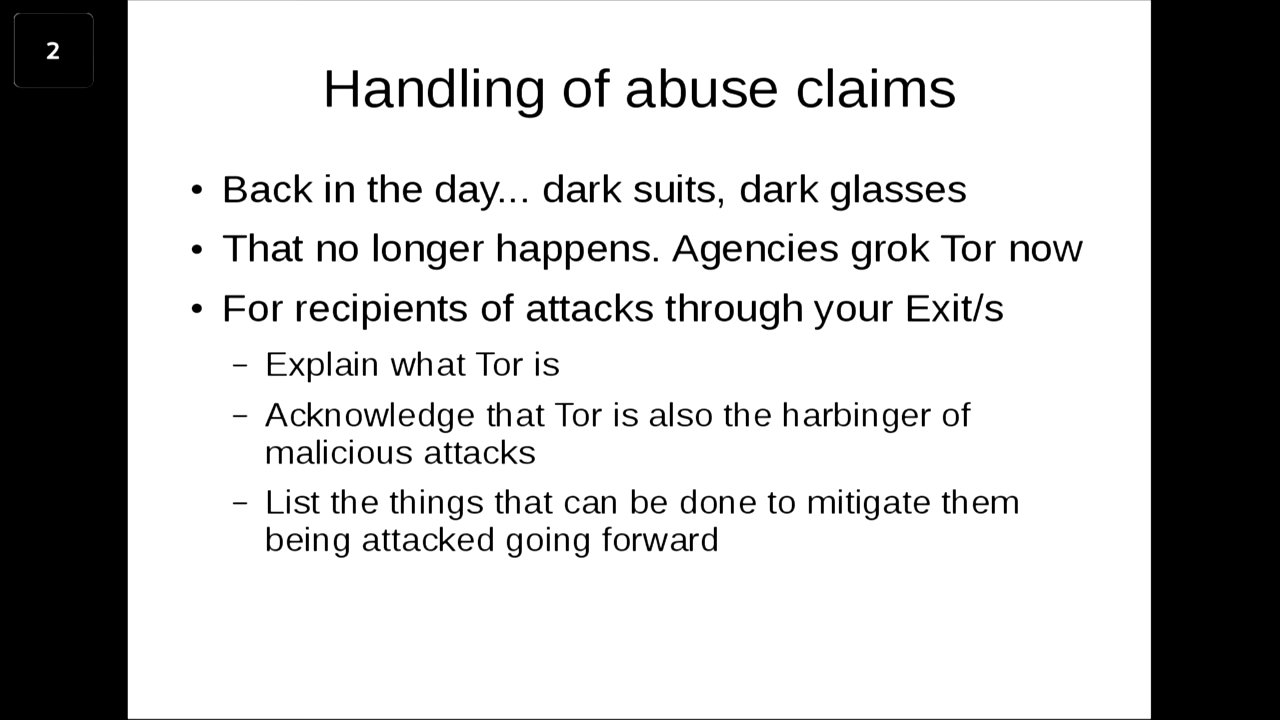 2
Handling of abuse claims
• Back in the day... dark suits, dark glasses
• That no longer happens. Agencies grok Tor now
• For recipients of attacks through your Exit/s
– Explain what Tor is
– Acknowledge that Tor is also the harbinger of
malicious attacks
– List the things that can be done to mitigate them
being attacked going forward